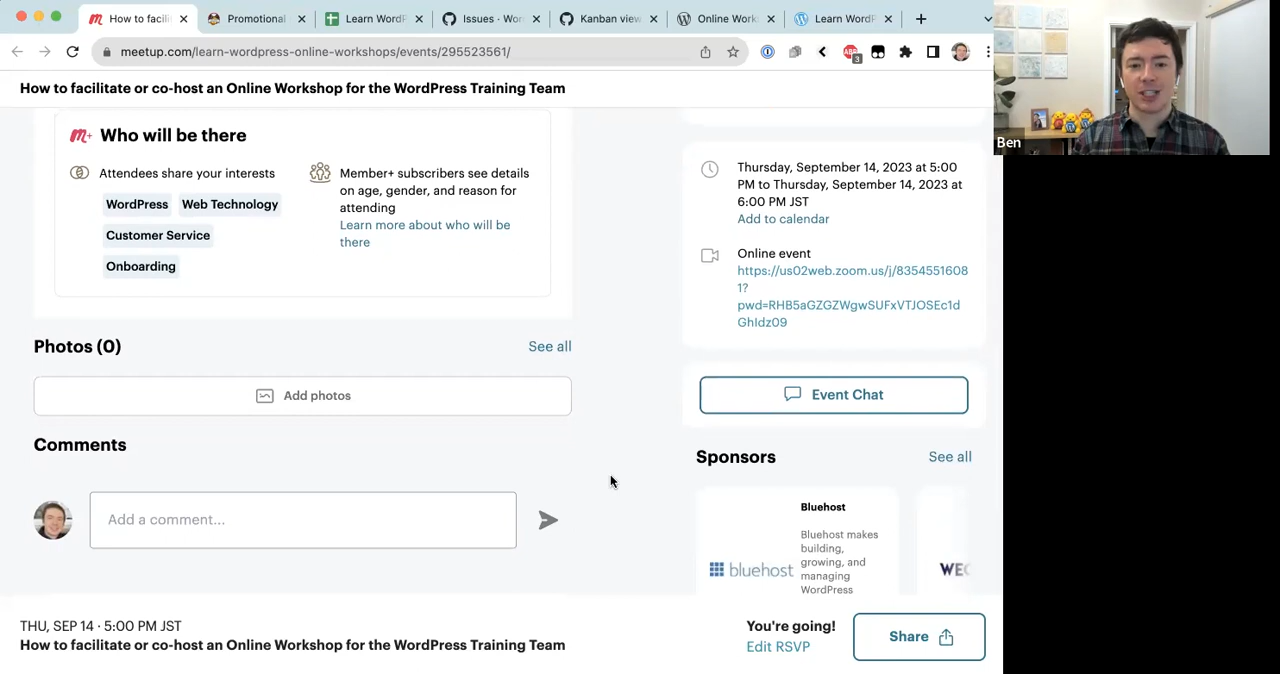 How to facili
Promotional
Learn WordP
Issues · Wor
Kanban view
Online Work
Learn WordP
meetup.com/learn-wordpress-online-workshops/events/295523561/
ABP
3
How to facilitate or co-host an Online Workshop for the WordPress Training Team
Ben
m+ Who will be there
Attendees share your interests
WordPress
Web Technology
Customer Service
Onboarding
Member+ subscribers see details
on age, gender, and reason for
attending
Learn more about who will be
there
Thursday, September 14, 2023 at 5:00
PM to Thursday, September 14, 2023 at
6:00 PM JST
Add to calendar
Online event
https://us02web.zoom.us/j/8354551608
1?
pwd=RHB5aGZGZWgwSUFxVTJOSEc1d
GhIdz09
Photos (0)
See all
Add photos
Event Chat
Comments
Add a comment...
Sponsors
See all
Bluehost
Bluehost makes
building,
growing, and
managing
WordPress
bluehost
WEC
THU, SEP 14 · 5:00 PM JST
How to facilitate or co-host an Online Workshop for the WordPress Training Team
You're going!
Edit RSVP
Share